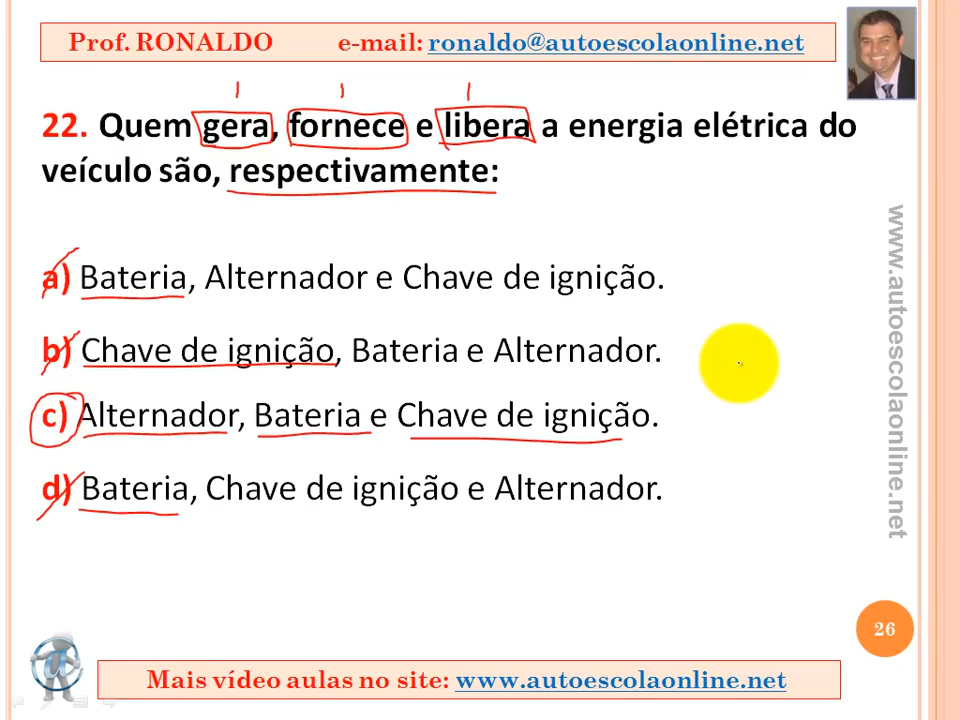 Prof. RONALDO e-mail: ronaldo@autoescolaonline.net
22. Quem gera, fornece e libera a energia elétrica do
veículo são, respectivamente:
a) Bateria, Alternador e Chave de ignição.
b) Chave de ignição, Bateria e Alternador.
c) Alternador, Bateria e Chave de ignição.
d) Bateria, Chave de ignição e Alternador.
www.autoescolaonline.net
26
Mais vídeo aulas no site: www.autoescolaonline.net